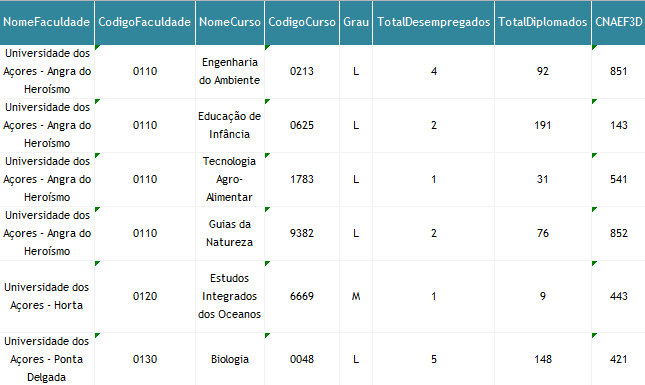 NomeFaculdade CodigoFaculdade NomeCurso CodigoCurso Grau TotalDesempregados TotalDiplomados CNAEF3D
Universidade dos Açores - Angra do Heroísmo 0110 Engenharia do Ambiente 0213 L 4 92 851
Universidade dos Açores - Angra do Heroísmo 0110 Educação de Infância 0625 L 2 191 143
Universidade dos Açores - Angra do Heroísmo 0110 Tecnologia Agro-Alimentar 1783 L 1 31 541
Universidade dos Açores - Angra do Heroísmo 0110 Guias da Natureza 9382 L 2 76 852
Universidade dos Açores - Horta 0120 Estudos Integrados dos Oceanos 6669 M 1 9 443
Universidade dos Açores - Ponta Delgada 0130 Biologia 0048 L 5 148 421